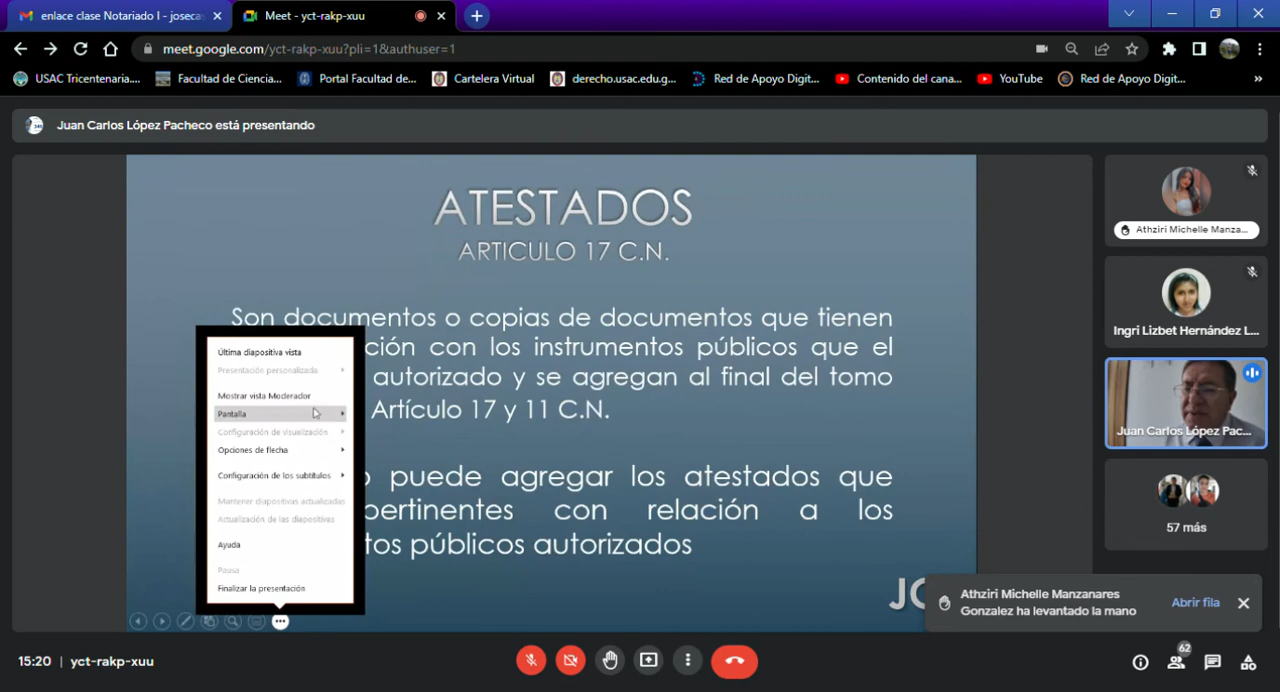 enlace clase Notariado I - joseca
Meet - yct-rakp-xuu
meet.google.com/yct-rakp-xuu?pli=1&authuser=1
USAC Tricentenaria....
Facultad de Ciencia...
Portal Facultad de...
Cartelera Virtual
derecho.usac.edu.g...
Red de Apoyo Digit...
Contenido del cana...
YouTube
Red de Apoyo Digit...
»
Juan Carlos López Pacheco está presentando
ATESTADOS
ARTICULO 17 C.N.
Son documentos o copias de documentos que tienen
ción con los instrumentos públicos que el
autorizado y se agregan al final del tomo
Artículo 17 y 11 C.N.
puede agregar los atestados que
pertinentes con relación a los
tos públicos autorizados
JO
Última diapositiva vista
Presentación personalizada
Mostrar vista Moderador
Pantalla
Configuración de visualización
Opciones de flecha
Configuración de los subtítulos
Mantener diapositivas actualizadas
Actualización de las diapositivas
Ayuda
Pausa
Finalizar la presentación
Athziri Michelle Manza...
Ingri Lizbet Hernández L...
Juan Carlos López Pac...
57 más
Athziri Michelle Manzanares
Gonzalez ha levantado la mano
Abrir fila
15:20 | yct-rakp-xuu
62